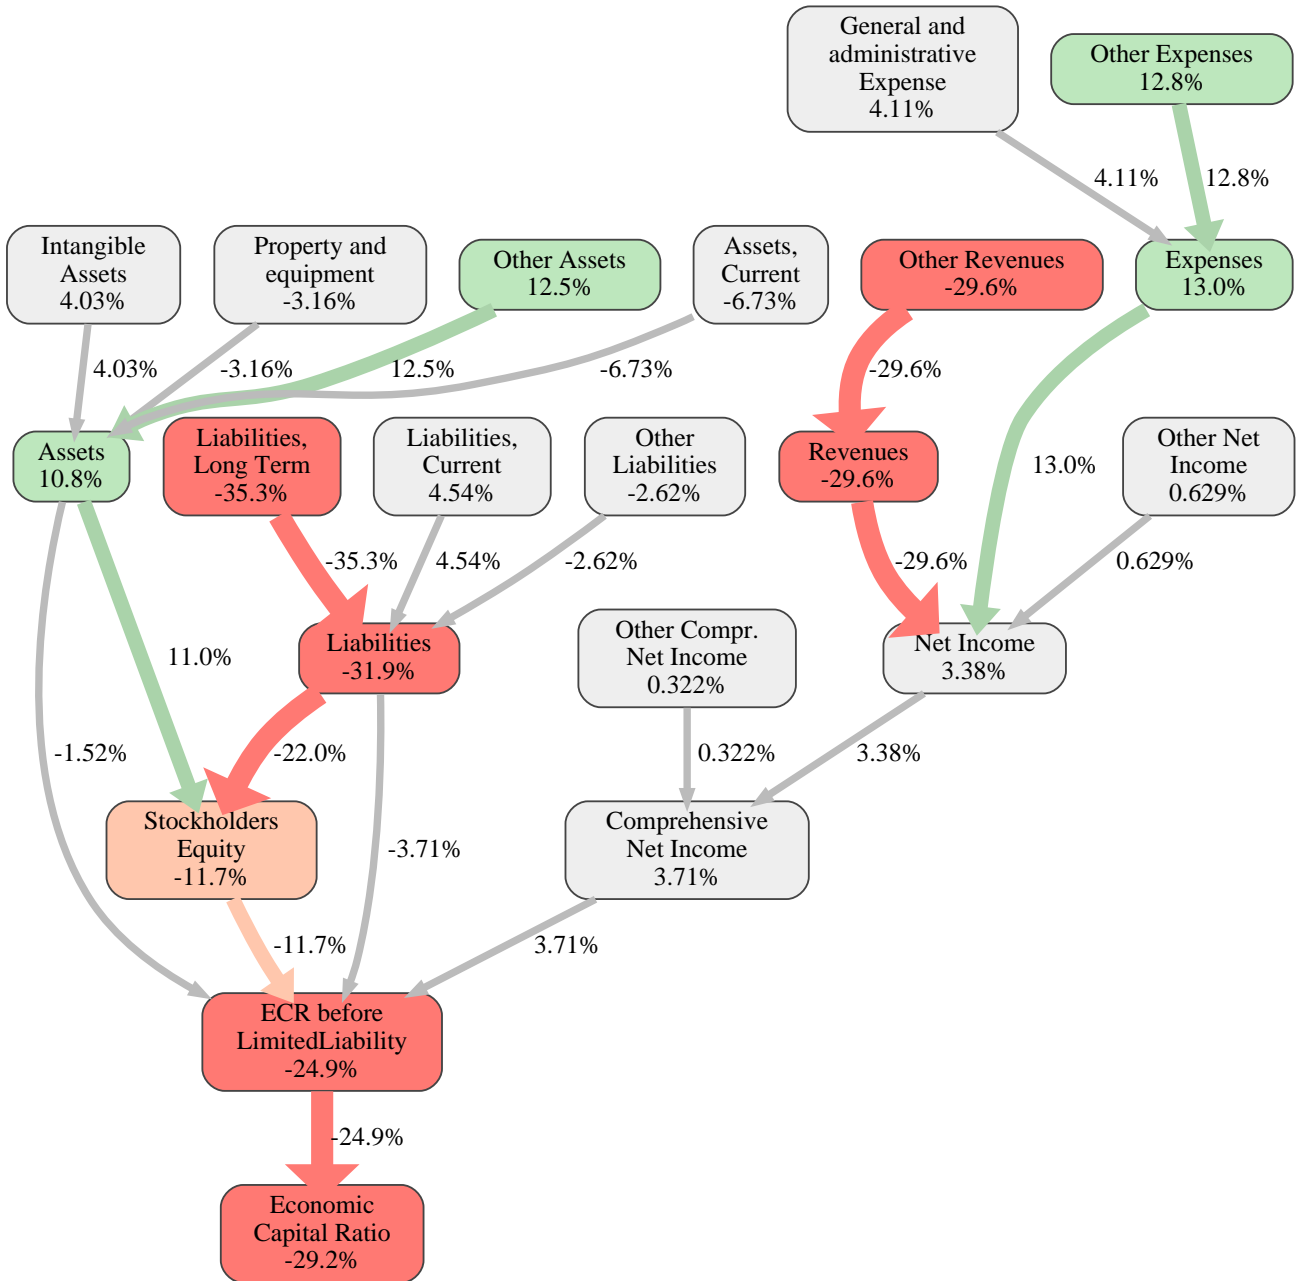 General and
administrative
Expense
4.11%
Other Expenses
12.8%
4.11%
12.8%
Intangible
Assets
4.03%
Property and
equipment
-3.16%
Other Assets
12.5%
Assets,
Current
-6.73%
Other Revenues
-29.6%
Expenses
13.0%
4.03%
-3.16%
12.5%
-6.73%
-29.6%
Assets
10.8%
Liabilities,
Long Term
-35.3%
Liabilities,
Current
4.54%
Other
Liabilities
-2.62%
Revenues
-29.6%
13.0%
Other Net
Income
0.629%
-35.3%
4.54%
-2.62%
-29.6%
0.629%
11.0%
Liabilities
-31.9%
Other Compr.
Net Income
0.322%
Net Income
3.38%
-1.52%
-22.0%
0.322%
3.38%
Stockholders
Equity
-11.7%
-3.71%
Comprehensive
Net Income
3.71%
-11.7%
3.71%
ECR before
LimitedLiability
-24.9%
-24.9%
Economic
Capital Ratio
-29.2%